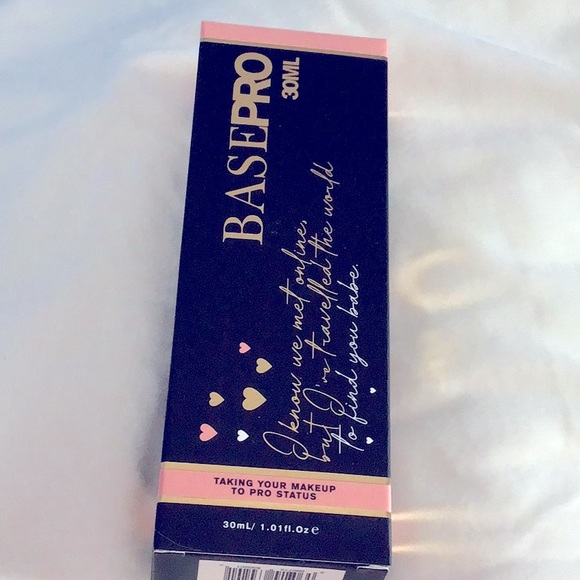 BASEPRO
30ML
I know we met online,
but I've travelled the world
to find you babe.
TAKING YOUR MAKEUP
TO PRO STATUS
30mL/ 1.01fl.Oz e